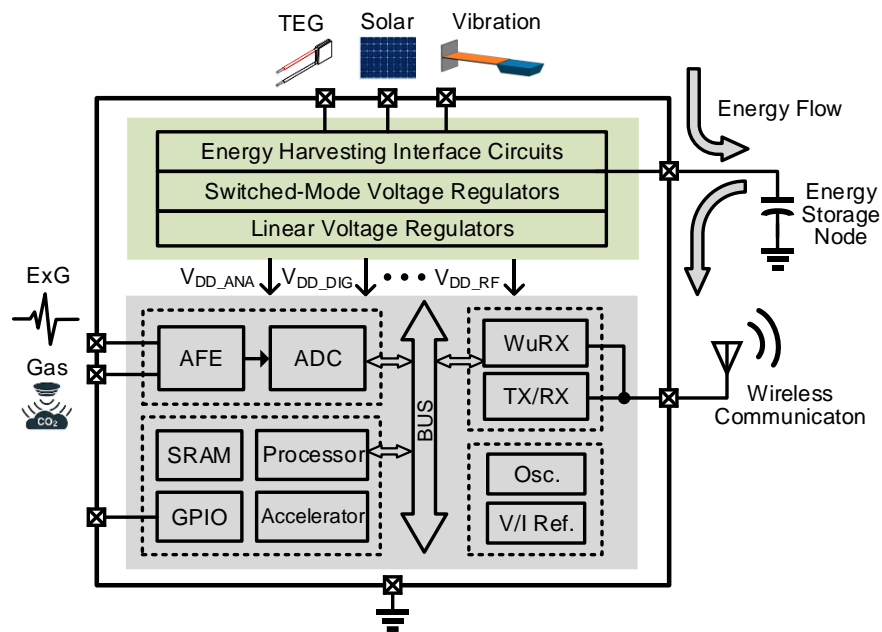 TEG
Solar
Vibration
Energy Flow
Energy Harvesting Interface Circuits
Switched-Mode Voltage Regulators
Linear Voltage Regulators
Energy
Storage
Node
VDD_ANA
VDD_DIG
VDD_RF
ExG
Gas
CO2
AFE
ADC
BUS
WuRX
TX/RX
Wireless
Communicaton
SRAM
Processor
GPIO
Accelerator
Osc.
V/I Ref.